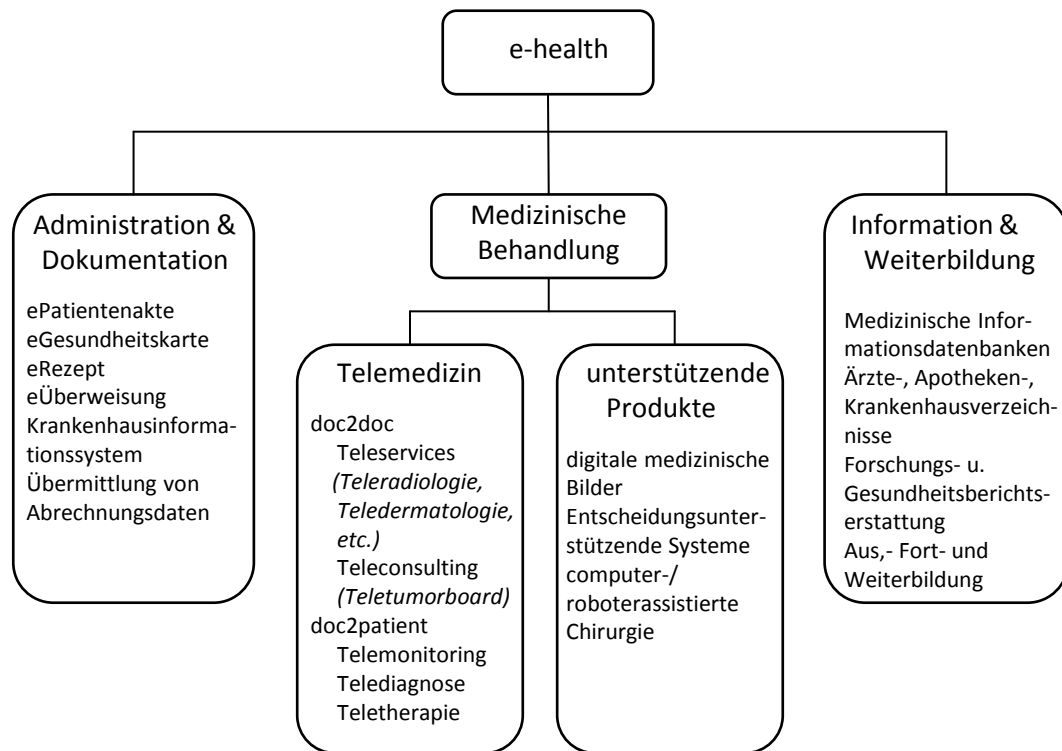 e-health
Administration &
Dokumentation
ePatientenakte
eGesundheitskarte
eRezept
eÜberweisung
Krankenhausinforma-
tionssystem
Übermittlung von
Abrechnungsdaten
Medizinische
Behandlung
Telemedizin
doc2doc
Teleservices
(Teleradiologie,
Teledermatologie,
etc.)
Teleconsulting
(Teletumorboard)
doc2patient
Telemonitoring
Telediagnose
Teletherapie
unterstützende
Produkte
digitale medizinische
Bilder
Entscheidungsunter-
stützende Systeme
computer-/
roboterassistierte
Chirurgie
Information &
Weiterbildung
Medizinische Infor-
mationsdatenbanken
Ärzte-, Apotheken-,
Krankenhausverzeich-
nisse
Forschungs- u.
Gesundheitsberichts-
erstattung
Aus,- Fort- und
Weiterbildung